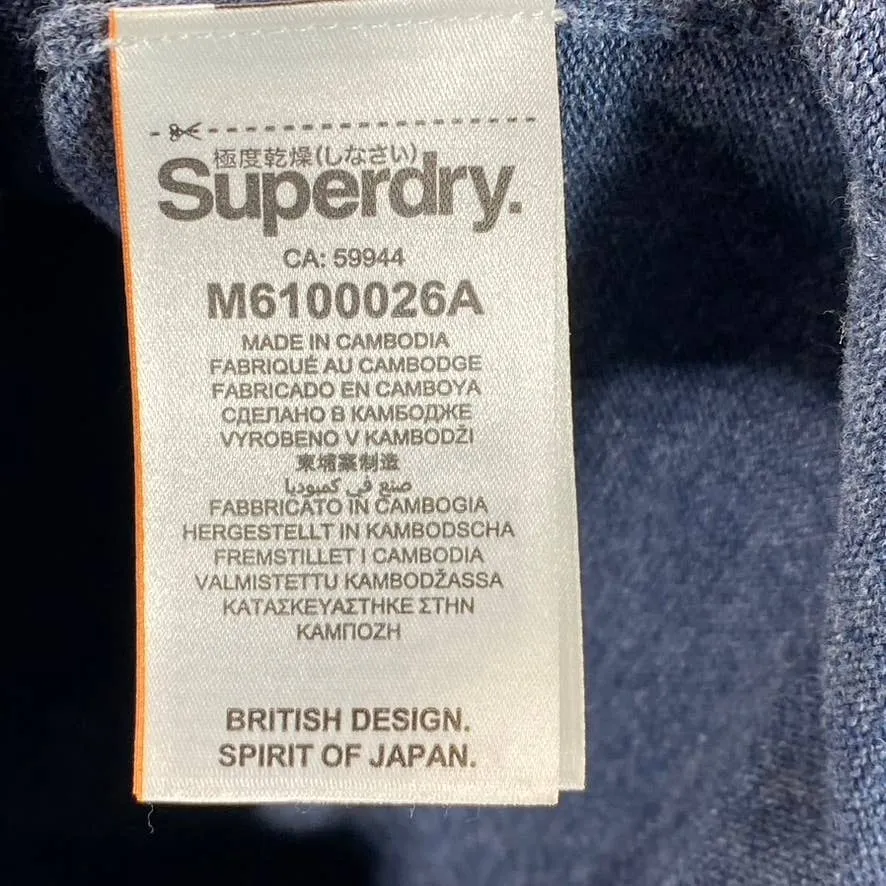 極度乾燥(しなさい)
Superdry.
CA: 59944
M6100026A
MADE IN CAMBODIA
FABRIQUÉ AU CAMBODGE
FABRICADO EN CAMBOYA
СДЕЛАНО В КАМБОДЖЕ
VYROBENO V KAMBODŽI
柬埔寨制造
صنع في كمبوديا
FABBRICATO IN CAMBOGIA
HERGESTELLT IN KAMBODSCHA
FREMSTILLET I CAMBODIA
VALMISTETTU KAMBODŽASSA
ΚΑΤΑΣΚΕΥΑΣΤΗΚΕ ΣΤΗΝ
ΚΑΜΠΟΖΗ
BRITISH DESIGN.
SPIRIT OF JAPAN.